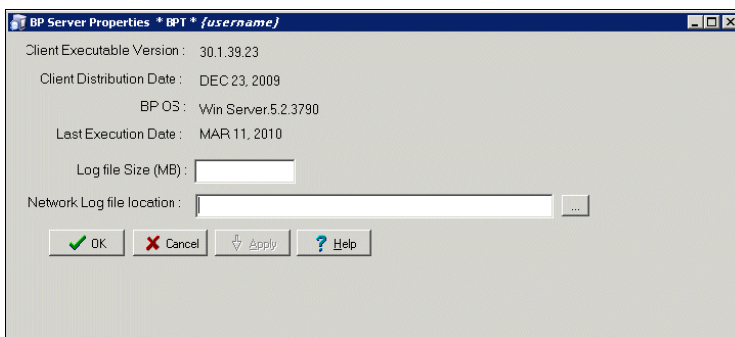 BP Server Properties * BPT * {username}
Client Executable Version : 30.1.39.23
Client Distribution Date : DEC 23, 2009
BP OS : Win Server.5.2.3790
Last Execution Date : MAR 11, 2010
Log file Size (MB) :
Network Log file location :
...
OK Cancel Apply Help